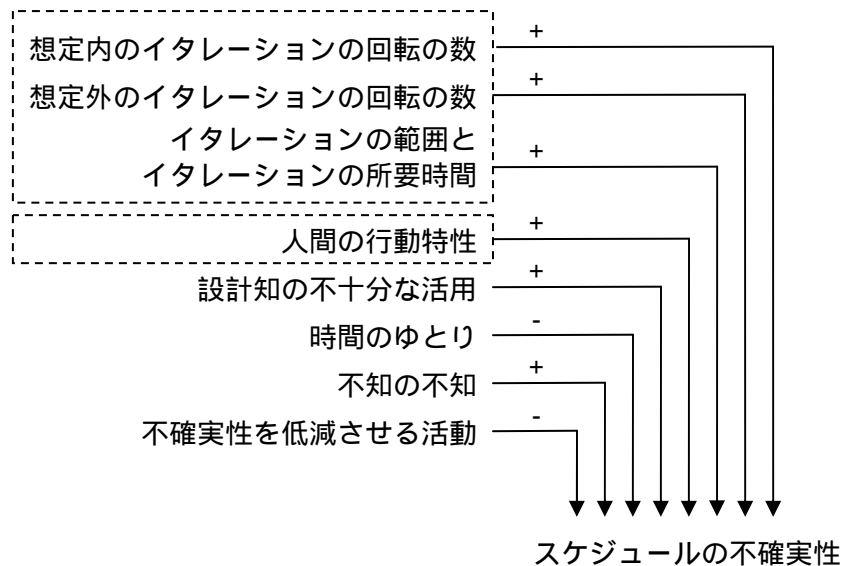 想定内のイタレーションの回転の数
+
想定外のイタレーションの回転の数
+
イタレーションの範囲と
イタレーションの所要時間
+
人間の行動特性
+
設計知の不十分な活用
+
時間のゆとり
-
不知の不知
+
不確実性を低減させる活動
-
スケジュールの不確実性